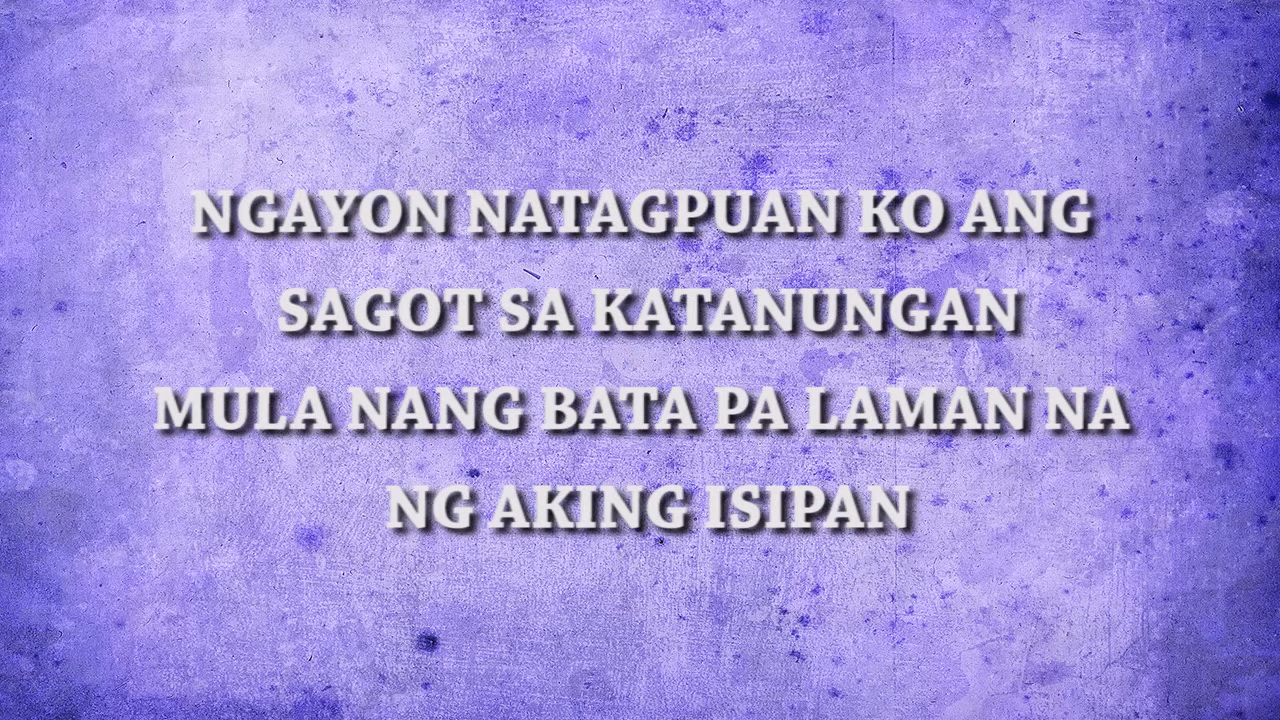 NGAYON NATAGPUAN KO ANG
SAGOT SA KATANUNGAN
MULA NANG BATA PA LAMAN NA
NG AKING ISIPAN